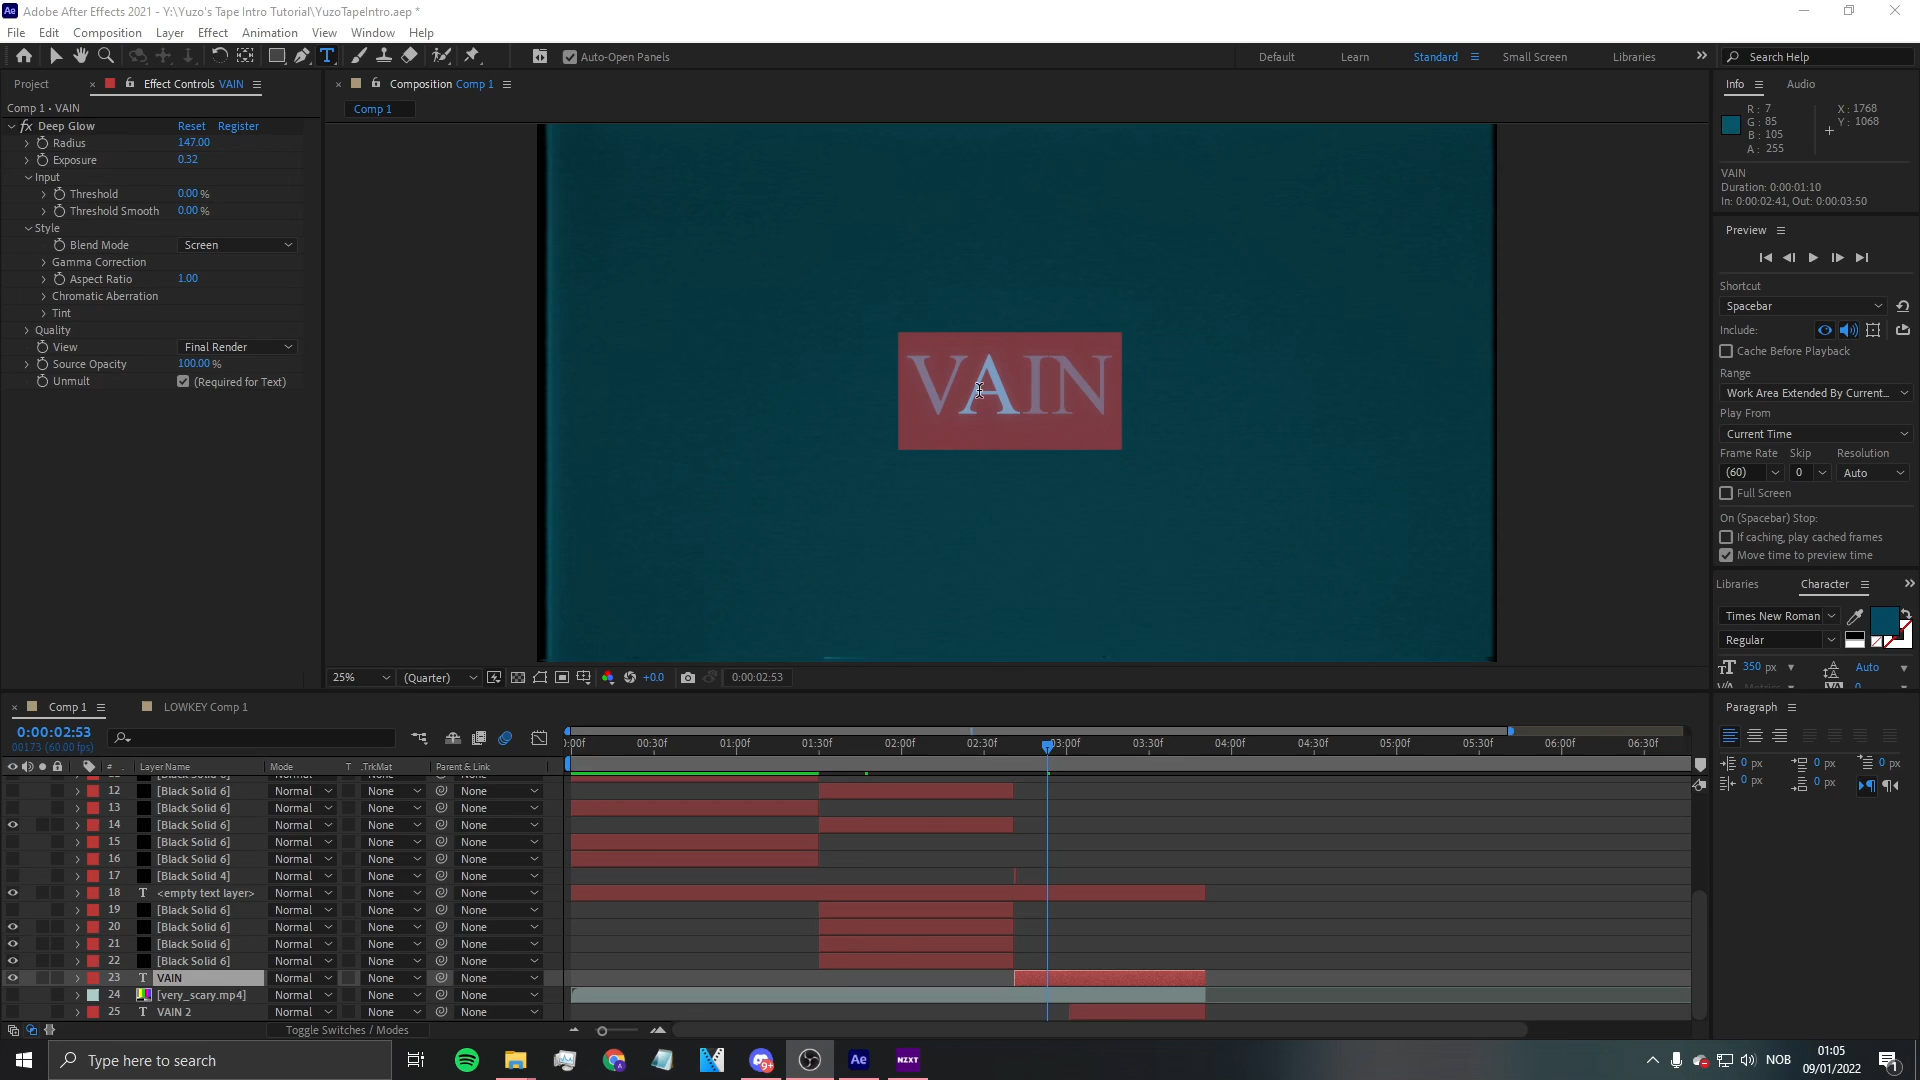 Adobe After Effects 2021 - Y:\Yuzo's Tape Intro Tutorial\YuzoTapeIntro.aep *
File Edit Composition Layer Effect Animation View Window Help
Auto-Open Panels
Default Learn Standard Small Screen Libraries
Search Help
Project Effect Controls VAIN
Comp 1 • VAIN
fx Deep Glow Reset Register
Radius 147.00
Exposure 0.32
Input
Threshold 0.00 %
Threshold Smooth 0.00 %
Style
Blend Mode Screen
Gamma Correction
Aspect Ratio 1.00
Chromatic Aberration
Tint
Quality
View Final Render
Source Opacity 100.00 %
Unmult (Required for Text)
Composition Comp 1
Comp 1
VAIN
25% (Quarter) +0.0 0:00:02:53
Info Audio
R: 7
G: 85
B: 105
A: 255
X: 1768
Y: 1068
VAIN
Duration: 0:00:01:10
In: 0:00:02:41, Out: 0:00:03:50
Preview
Shortcut
Spacebar
Include:
Cache Before Playback
Range
Work Area Extended By Current...
Play From
Current Time
Frame Rate Skip Resolution
(60) 0 Auto
Full Screen
On (Spacebar) Stop:
If caching, play cached frames
Move time to preview time
Libraries Character
Times New Roman
Regular
350 px Auto
Paragraph
0 px 0 px 0 px
0 px 0 px
Comp 1 LOWKEY Comp 1
0:00:02:53
00173 (60.00 fps)
:00f 00:30f 01:00f 01:30f 02:00f 02:30f 03:00f 03:30f 04:00f 04:30f 05:00f 05:30f 06:00f 06:30f
# Layer Name Mode T .TrkMat Parent & Link
12 [Black Solid 6] Normal None None
13 [Black Solid 6] Normal None None
14 [Black Solid 6] Normal None None
15 [Black Solid 6] Normal None None
16 [Black Solid 6] Normal None None
17 [Black Solid 4] Normal None None
18 T <empty text layer> Normal None None
19 [Black Solid 6] Normal None None
20 [Black Solid 6] Normal None None
21 [Black Solid 6] Normal None None
22 [Black Solid 6] Normal None None
23 T VAIN Normal None None
24 [very_scary.mp4] Normal None None
25 T VAIN 2 Normal None None
Toggle Switches / Modes
Type here to search
9+
Ae
NZXT
NOB
01:05
09/01/2022
1